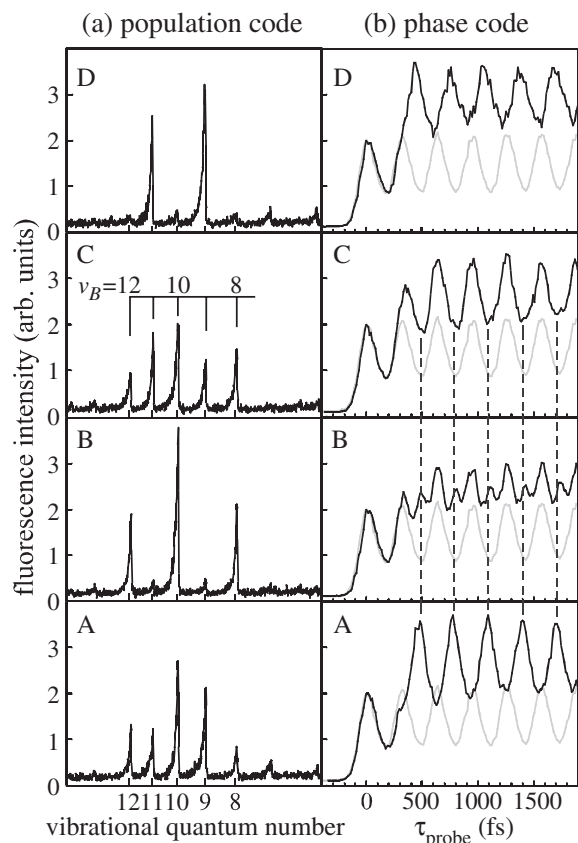 (a) population code (b) phase code
D D
3
2
1
0
C C
v_B=12 10 8
3
2
1
0
B B
3
2
1
0
A A
3
2
1
0
fluorescence intensity (arb. units)
12 11 10 9 8 0 500 1000 1500
vibrational quantum number τ_probe (fs)